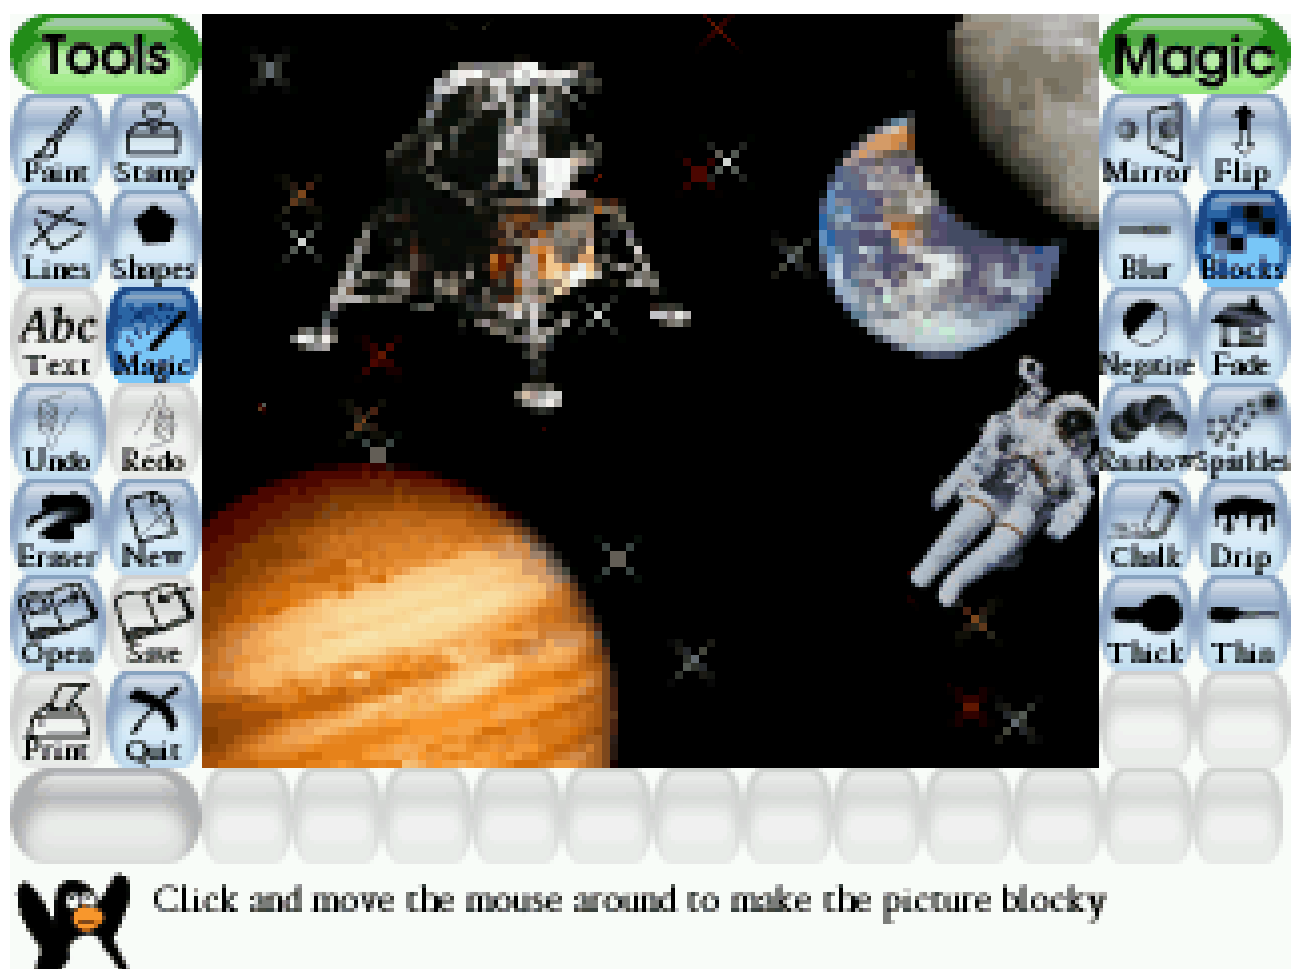 Tools
Magic
Paint
Stamp
Mirror
Flip
Lines
Shapes
Blur
Blocks
Abc
Text
Magic
Negative
Fade
Undo
Redo
Rainbow
Sparkles
Eraser
New
Chalk
Drip
Open
Save
Thick
Thin
Print
Quit
Click and move the mouse around to make the picture blocky